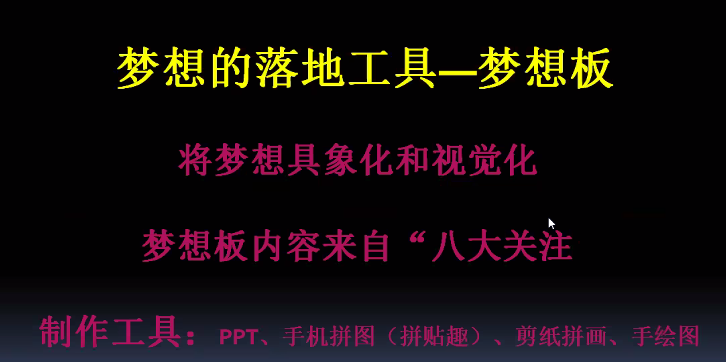 梦想的落地工具—梦想板
将梦想具象化和视觉化
梦想板内容来自“八大关注
制作工具：PPT、手机拼图（拼贴趣）、剪纸拼画、手绘图